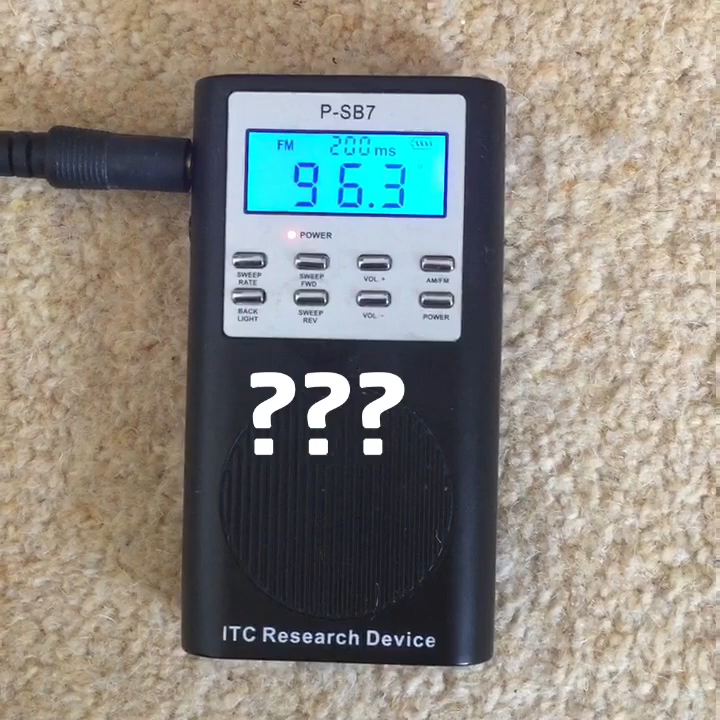 P-SB7
FM 200 ms
96.3
POWER
SWEEP RATE SWEEP FWD VOL + AM/FM
BACK LIGHT SWEEP REV VOL - POWER
???
ITC Research Device